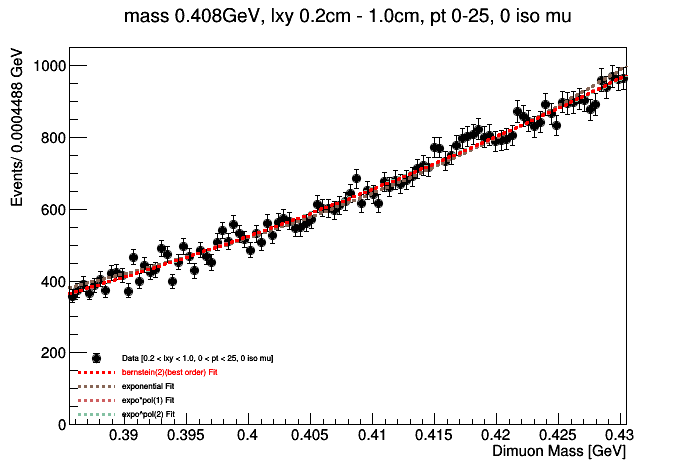 mass 0.408GeV, lxy 0.2cm - 1.0cm, pt 0-25, 0 iso mu
Events/ 0.0004488 GeV
1000
800
600
400
200
0
Data [0.2 < lxy < 1.0, 0 < pt < 25, 0 iso mu]
bernstein(2)(best order) Fit
exponential Fit
expo*pol(1) Fit
expo^pol(2) Fit
0.39 0.395 0.4 0.405 0.41 0.415 0.42 0.425 0.43
Dimuon Mass [GeV]